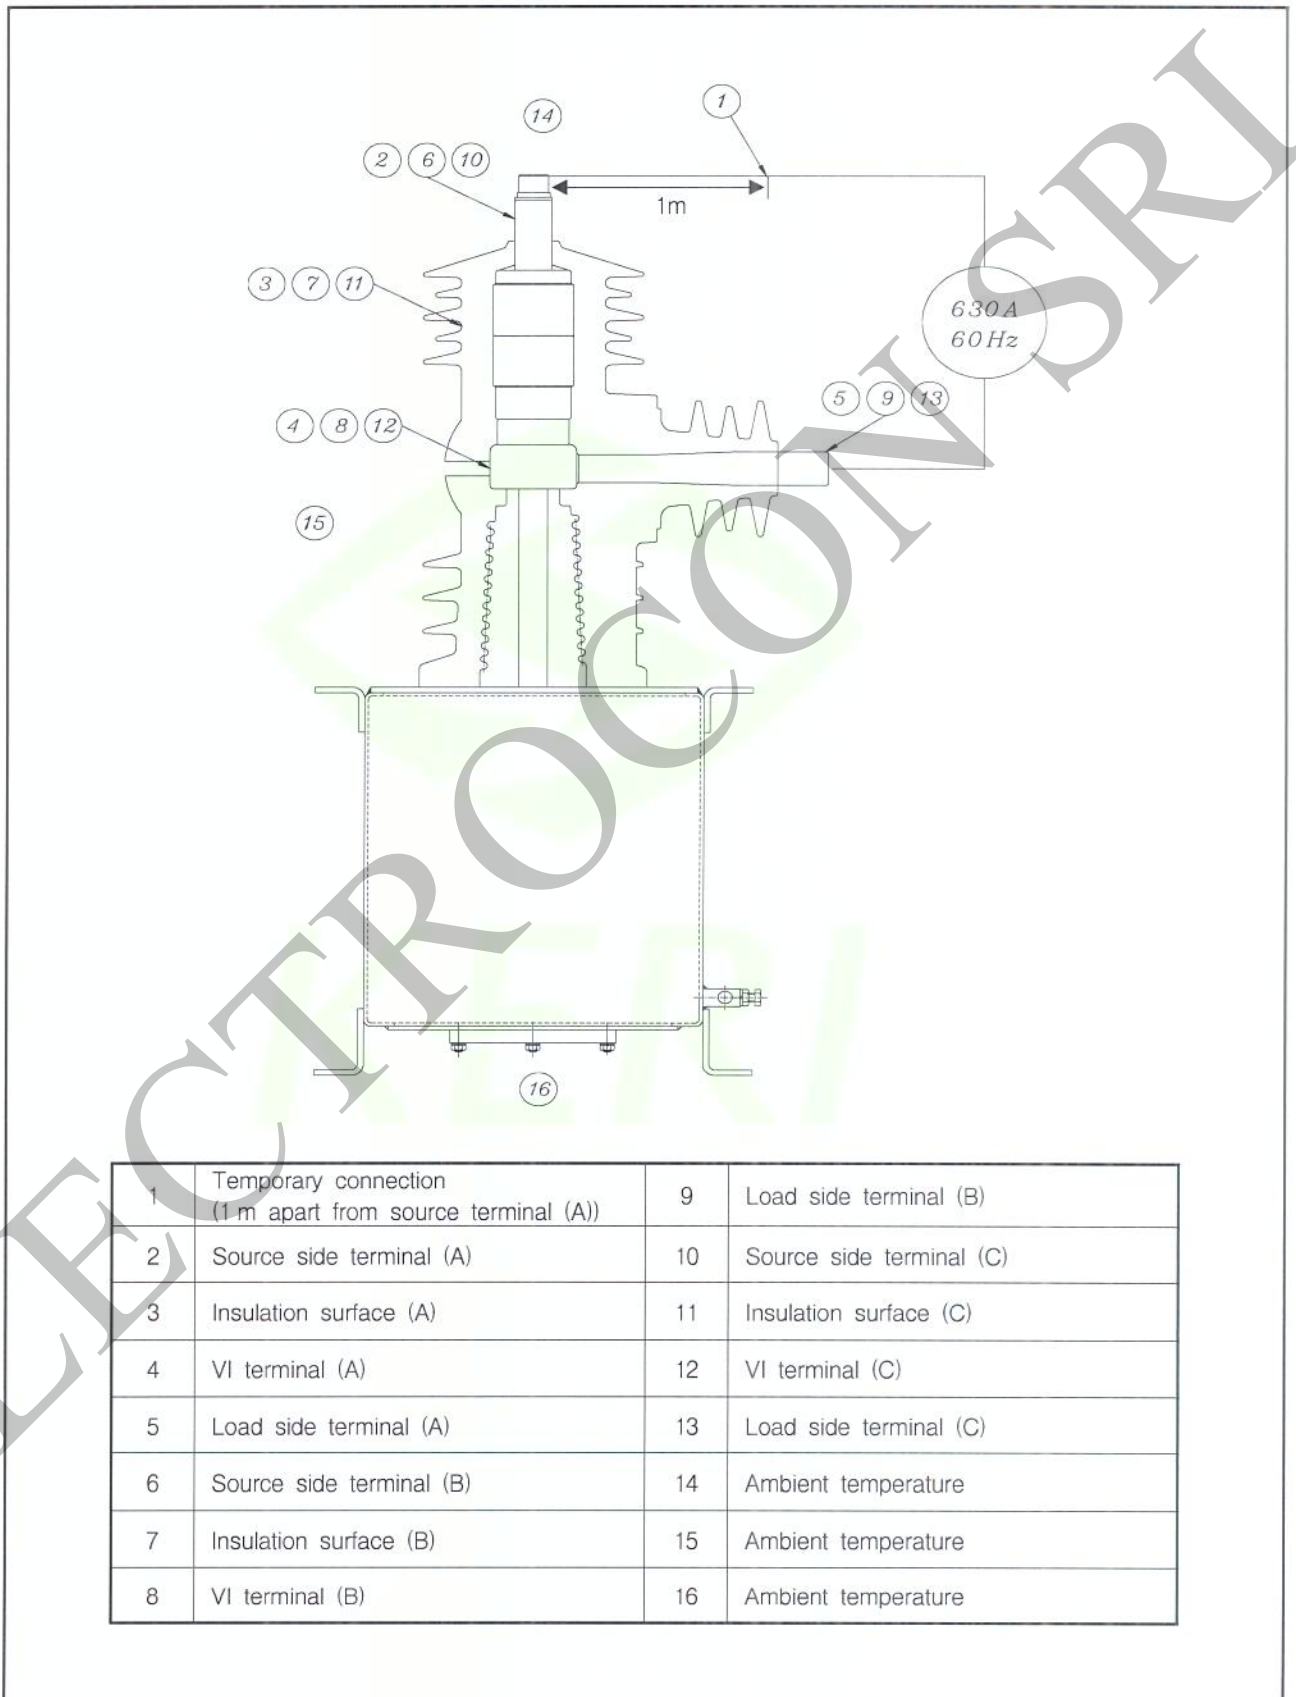 14
1
2 6 10
1m
3 7 11
630A
60Hz
5 9 13
4 8 12
15
16
1 Temporary connection (1 m apart from source terminal (A)) 9 Load side terminal (B)
2 Source side terminal (A) 10 Source side terminal (C)
3 Insulation surface (A) 11 Insulation surface (C)
4 VI terminal (A) 12 VI terminal (C)
5 Load side terminal (A) 13 Load side terminal (C)
6 Source side terminal (B) 14 Ambient temperature
7 Insulation surface (B) 15 Ambient temperature
8 VI terminal (B) 16 Ambient temperature
KERI
ELECTROCON SRL